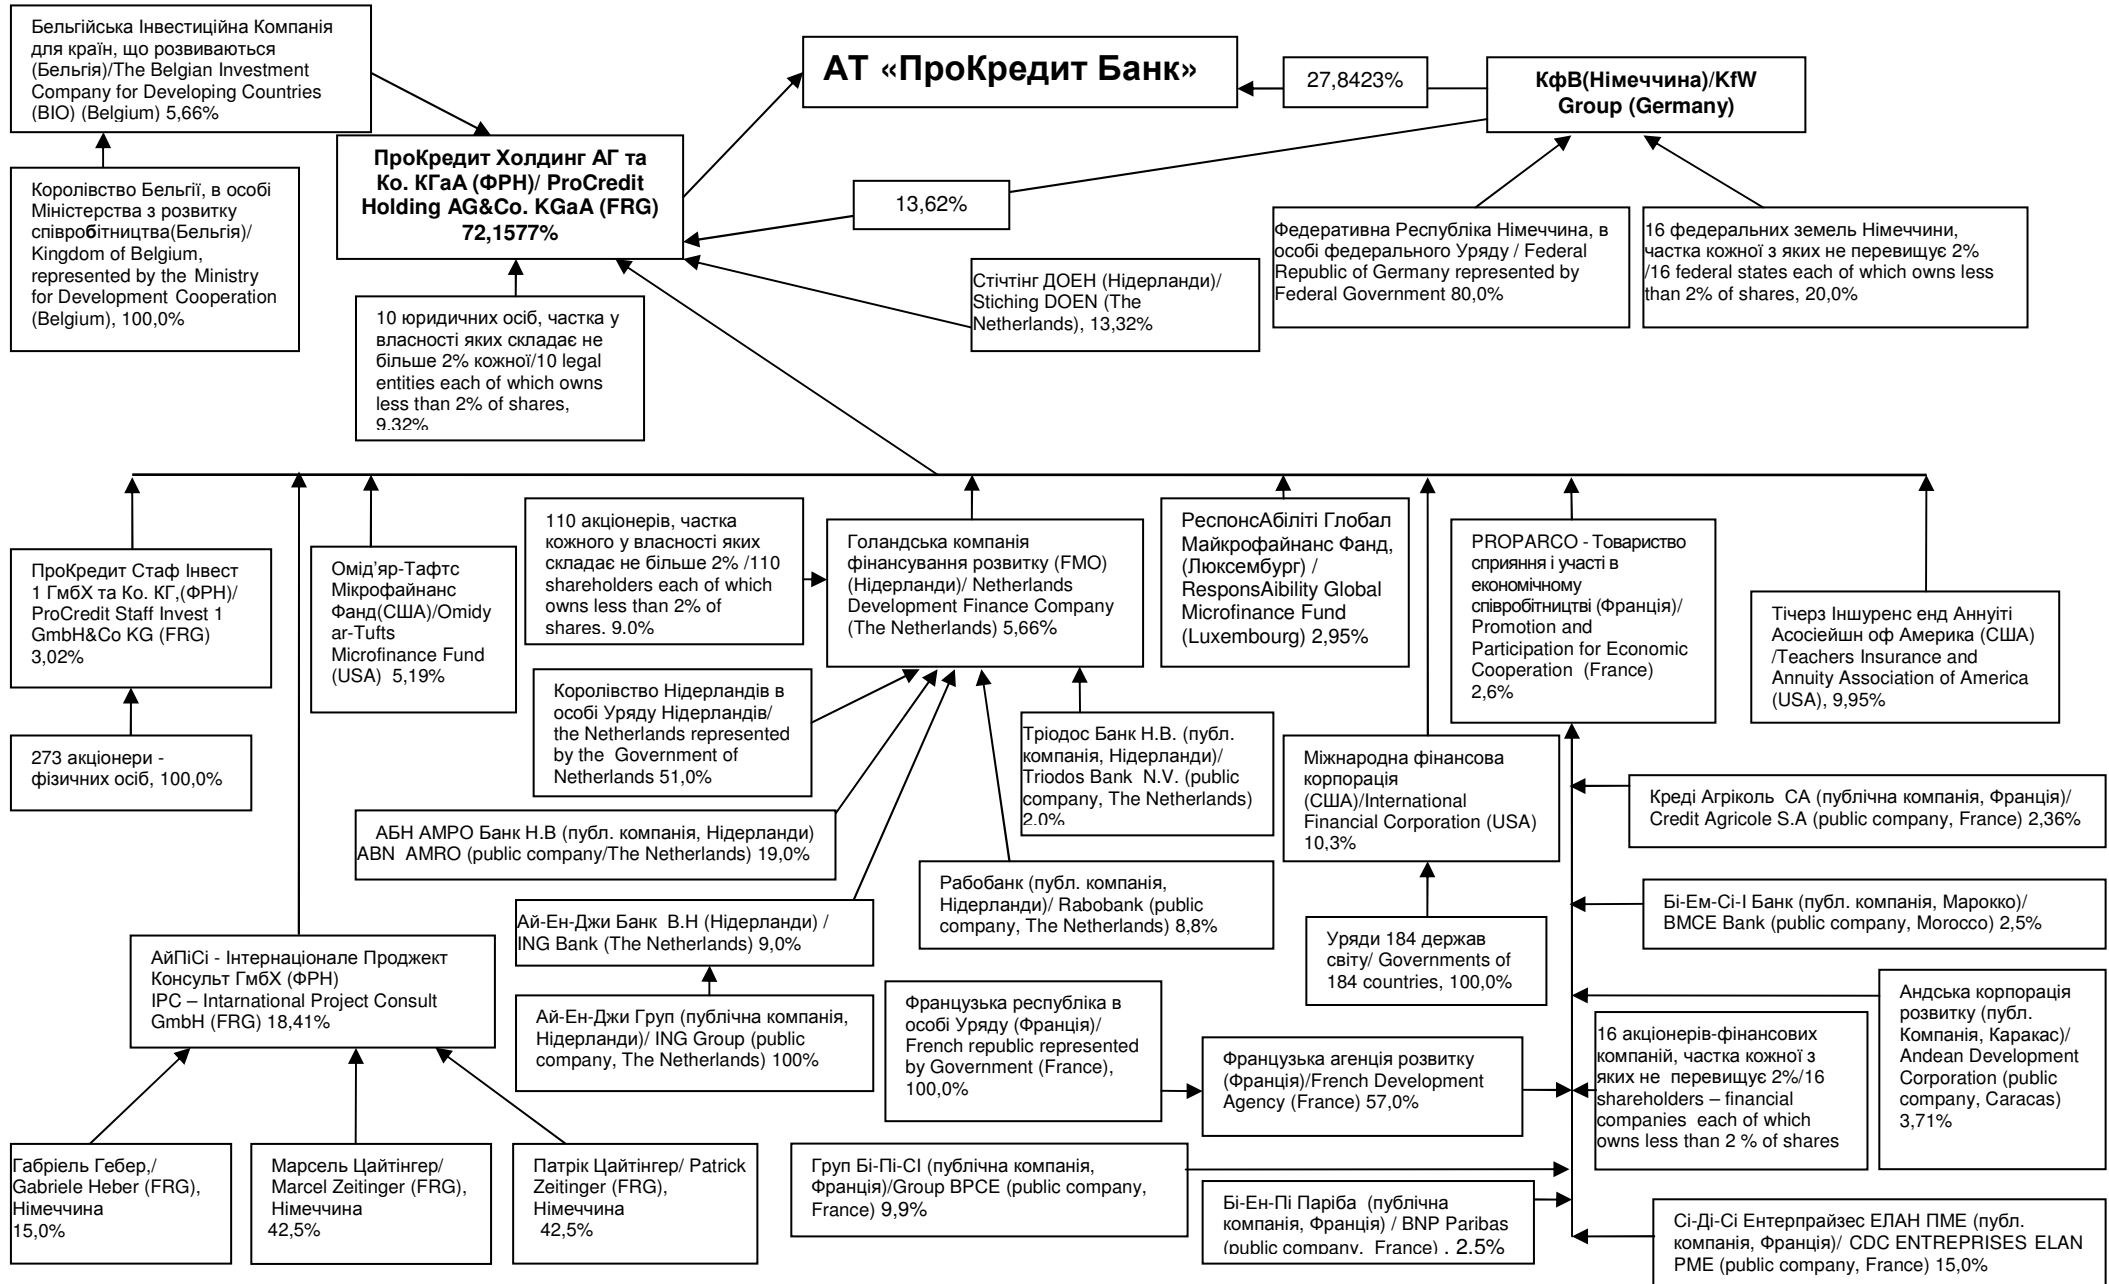 Бельгійська Інвестиційна Компанія
для країн, що розвиваються
(Бельгія)/The Belgian Investment
Company for Developing Countries
(BIO) (Belgium) 5,66%
АТ «ПроКредит Банк»
27,8423%
КфВ(Німеччина)/KfW
Group (Germany)
Королівство Бельгії, в особі
Міністерства з розвитку
співробітництва(Бельгія)/
Kingdom of Belgium,
represented by the Ministry
for Development Cooperation
(Belgium), 100,0%
ПроКредит Холдинг АГ та
Ко. КГаА (ФРН)/ ProCredit
Holding AG&Co. KGaA (FRG)
72,1577%
13,62%
Федеративна Республіка Німеччина, в
особі федерального Уряду / Federal
Republic of Germany represented by
Federal Government 80,0%
16 федеральних земель Німеччини,
частка кожної з яких не перевищує 2%
/16 federal states each of which owns less
than 2% of shares, 20,0%
Стічтінг ДОЕН (Нідерланди)/
Stiching DOEN (The
Netherlands), 13,32%
10 юридичних осіб, частка у
власності яких складає не
більше 2% кожної/10 legal
entities each of which owns
less than 2% of shares,
9.32%
ПроКредит Стаф Інвест
1 ГмбХ та Ко. КГ,(ФРН)/
ProCredit Staff Invest 1
GmbH&Co KG (FRG)
3,02%
Омід'яр-Тафтс
Мікрофайнанс
Фанд(США)/Omidy
ar-Tufts
Microfinance Fund
(USA) 5,19%
110 акціонерів, частка
кожного у власності яких
складає не більше 2% /110
shareholders each of which
owns less than 2% of
shares. 9.0%
Голандська компанія
фінансування розвитку (FMO)
(Нідерланди)/ Netherlands
Development Finance Company
(The Netherlands) 5,66%
РеспонсАбіліті Глобал
Майкрофайнанс Фанд,
(Люксембург) /
ResponsAibility Global
Microfinance Fund
(Luxembourg) 2,95%
PROPARCO - Товариство
сприяння і участі в
економічному
співробітництві (Франція)/
Promotion and
Participation for Economic
Cooperation (France)
2,6%
Тічерз Іншуренс енд Аннуіті
Асосіейшн оф Америка (США)
/Teachers Insurance and
Annuity Association of America
(USA), 9,95%
273 акціонери -
фізичних осіб, 100,0%
Королівство Нідерландів в
особі Уряду Нідерландів/
the Netherlands represented
by the Government of
Netherlands 51,0%
Тріодос Банк Н.В. (публ.
компанія, Нідерланди)/
Triodos Bank N.V. (public
company, The Netherlands)
2.0%
Міжнародна фінансова
корпорація
(США)/International
Financial Corporation (USA)
10,3%
Креді Агріколь СА (публічна компанія, Франція)/
Credit Agricole S.A (public company, France) 2,36%
АБН АМРО Банк Н.В (публ. компанія, Нідерланди)
ABN AMRO (public company/The Netherlands) 19,0%
Рабобанк (публ. компанія,
Нідерланди)/ Rabobank (public
company, The Netherlands) 8,8%
Бі-Ем-Сі-І Банк (публ. компанія, Марокко)/
BMCE Bank (public company, Morocco) 2,5%
Ай-Ен-Джи Банк В.Н (Нідерланди) /
ING Bank (The Netherlands) 9,0%
Уряди 184 держав
світу/ Governments of
184 countries, 100,0%
АйПіСі - Інтернаціонале Проджект
Консульт ГмбХ (ФРН)
IPC – International Project Consult
GmbH (FRG) 18,41%
Ай-Ен-Джи Груп (публічна компанія,
Нідерланди)/ ING Group (public
company, The Netherlands) 100%
Французька республіка в
особі Уряду (Франція)/
French republic represented
by Government (France),
100,0%
Французька агенція розвитку
(Франція)/French Development
Agency (France) 57,0%
16 акціонерів-фінансових
компаній, частка кожної з
яких не перевищує 2%/16
shareholders – financial
companies each of which
owns less than 2 % of shares
Андська корпорація
розвитку (публ.
Компанія, Каракас)/
Andean Development
Corporation (public
company, Caracas)
3,71%
Габріель Гебер,/
Gabriele Heber (FRG),
Німеччина
15,0%
Марсель Цайтінгер/
Marcel Zeitinger (FRG),
Німеччина
42,5%
Патрік Цайтінгер/ Patrick
Zeitinger (FRG),
Німеччина
42,5%
Груп Бі-Пі-СІ (публічна компанія,
Франція)/Group BPCE (public company,
France) 9,9%
Бі-Ен-Пі Паріба (публічна
компанія, Франція) / BNP Paribas
(public company, France) , 2.5%
Сі-Ді-Сі Ентерпрайзес ЕЛАН ПМЕ (публ.
компанія, Франція)/ CDC ENTREPRISES ELAN
PME (public company, France) 15,0%